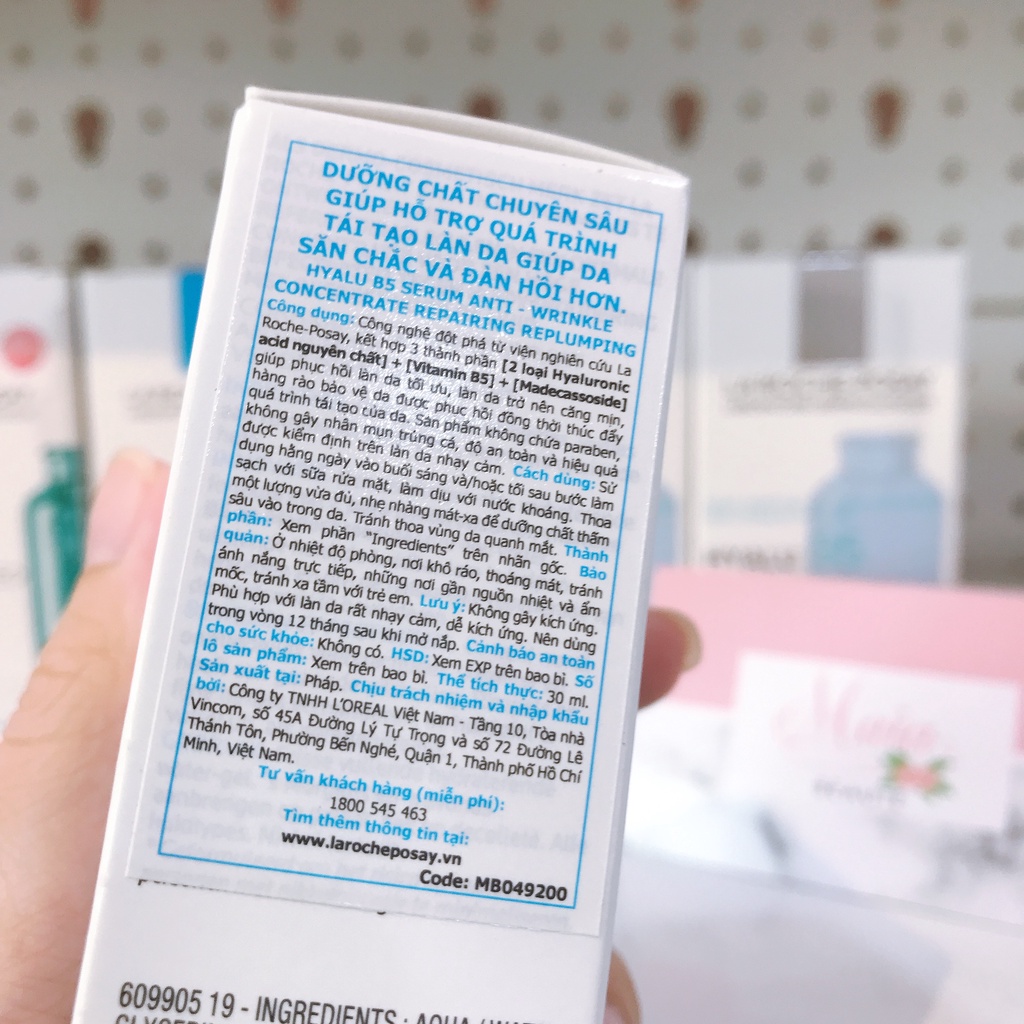 DƯỠNG CHẤT CHUYÊN SÂU
GIÚP HỖ TRỢ QUÁ TRÌNH
TÁI TẠO LÀN DA GIÚP DA
SĂN CHẮC VÀ ĐÀN HỒI HƠN.
HYALU B5 SERUM ANTI - WRINKLE
CONCENTRATE REPAIRING REPLUMPING
Công dụng: Công nghệ đột phá từ viện nghiên cứu La
Roche-Posay, kết hợp 3 thành phần [2 loại Hyaluronic
acid nguyên chất] + [Vitamin B5] + [Madecassoside]
giúp phục hồi làn da tối ưu, làn da trở nên căng mịn,
hàng rào bảo vệ da được phục hồi đồng thời thúc đẩy
quá trình tái tạo của da. Sản phẩm không chứa paraben,
không gây nhân mụn trứng cá, độ an toàn và hiệu quả
được kiểm định trên làn da nhạy cảm. Cách dùng: Sử
dụng hằng ngày vào buổi sáng và/hoặc tối sau bước làm
sạch với sữa rửa mặt, làm dịu với nước khoáng. Thoa
một lượng vừa đủ, nhẹ nhàng mát-xa để dưỡng chất thấm
sâu vào trong da. Tránh thoa vùng da quanh mắt. Thành
phần: Xem phần "Ingredients" trên nhãn gốc. Bảo
quản: Ở nhiệt độ phòng, nơi khô ráo, thoáng mát, tránh
ánh nắng trực tiếp, những nơi gần nguồn nhiệt và ẩm
mốc, tránh xa tầm với trẻ em. Lưu ý: Không gây kích ứng.
Phù hợp với làn da rất nhạy cảm, dễ kích ứng. Nên dùng
trong vòng 12 tháng sau khi mở nắp. Cảnh báo an toàn
cho sức khỏe: Không có. HSD: Xem EXP trên bao bì. Số
lô sản phẩm: Xem trên bao bì. Thể tích thực: 30 ml.
Sản xuất tại: Pháp. Chịu trách nhiệm và nhập khẩu
bởi: Công ty TNHH L'OREAL Việt Nam - Tầng 10, Tòa nhà
Vincom, số 45A Đường Lý Tự Trọng và số 72 Đường Lê
Thánh Tôn, Phường Bến Nghé, Quận 1, Thành phố Hồ Chí
Minh, Việt Nam.
Tư vấn khách hàng (miễn phí):
1800 545 463
Tìm thêm thông tin tại:
www.larocheposay.vn
Code: MB049200
609905 19 - INGREDIENTS : AQUA /